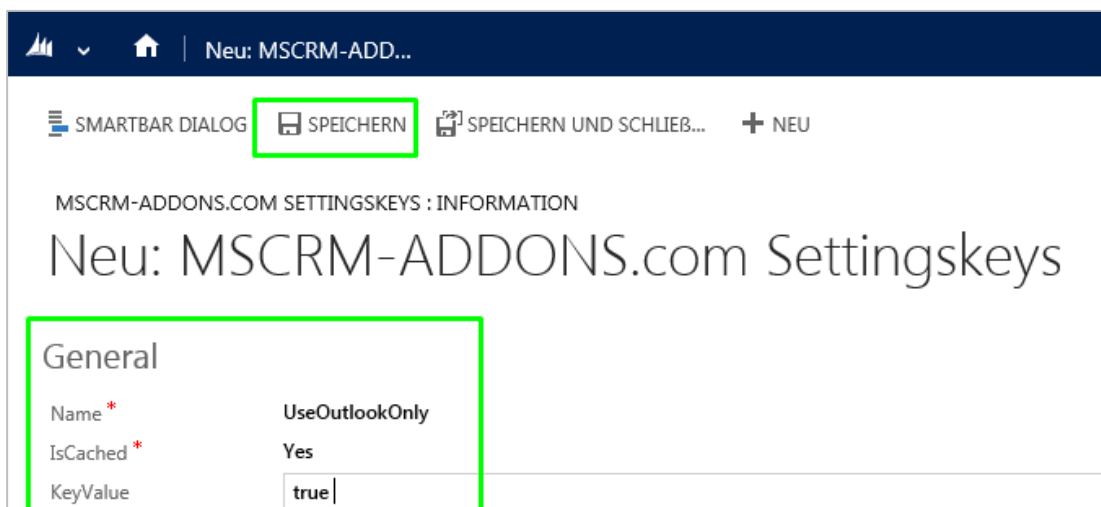 Neu: MSCRM-ADD...
SMARTBAR DIALOG SPEICHERN SPEICHERN UND SCHLIEß... NEU
MSCRM-ADDONS.COM SETTINGSKEYS : INFORMATION
Neu: MSCRM-ADDONS.com Settingskeys
General
Name * UseOutlookOnly
IsCached * Yes
KeyValue true